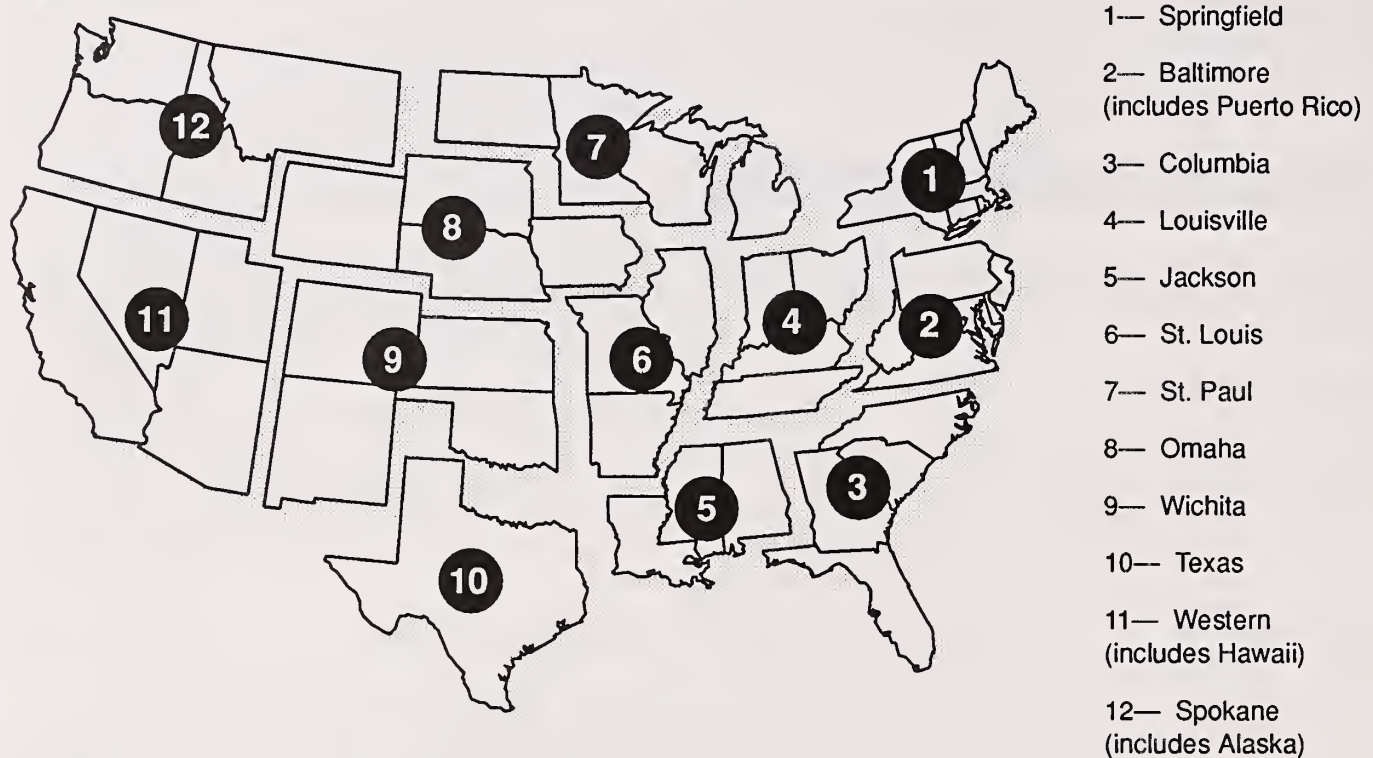 1— Springfield
2— Baltimore
(includes Puerto Rico)
3— Columbia
4— Louisville
5— Jackson
6— St. Louis
7— St. Paul
8— Omaha
9— Wichita
10-- Texas
11— Western
(includes Hawaii)
12— Spokane
(includes Alaska)
12
7
1
8
11
4
2
6
9
3
5
10